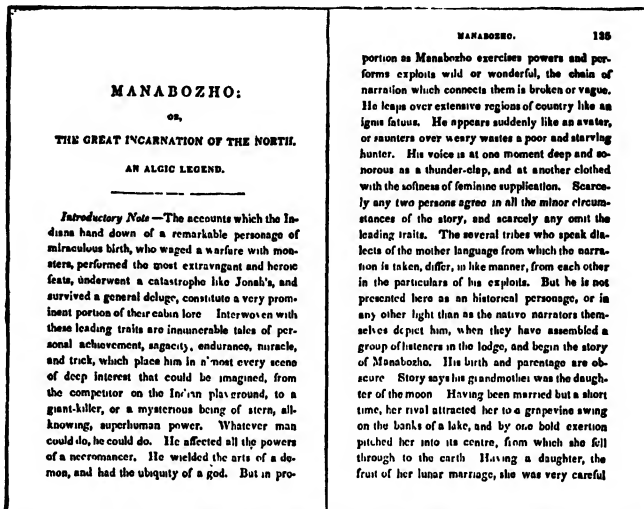 MANABOZHO:
OR,
THE GREAT INCARNATION OF THE NORTH.
AN ALGIC LEGEND.
Introductory Note —The accounts which the In-
dians hand down of a remarkable personage of
miraculous birth, who waged a warfare with mon-
sters, performed the most extravagant and heroic
feats, underwent a catastrophe like Jonah's, and
survived a general deluge, constitute a very prom-
inent portion of their cabin lore Interwoven with
these leading traits are innumerable tales of per-
sonal achievement, sagacity, endurance, miracle,
and trick, which place him in almost every scene
of deep interest that could be imagined, from
the competitor on the Indian playground, to a
giant-killer, or a mysterious being of stern, all-
knowing, superhuman power. Whatever man
could do, he could do. He affected all the powers
of a necromancer. He wielded the arts of a de-
mon, and had the ubiquity of a god. But in pro-
MANABOZHO. 135
portion as Manabozho exercises powers and per-
forms exploits wild or wonderful, the chain of
narration which connects them is broken or vague.
He leaps over extensive regions of country like an
ignis fatuus. He appears suddenly like an avatar,
or saunters over weary wastes a poor and starving
hunter. His voice is at one moment deep and so-
norous as a thunder-clap, and at another clothed
with the softness of feminine supplication. Scarce-
ly any two persons agree in all the minor circum-
stances of the story, and scarcely any omit the
leading traits. The several tribes who speak dia-
lects of the mother language from which the narra-
tion is taken, differ, in like manner, from each other
in the particulars of his exploits. But he is not
presented here as an historical personage, or in
any other light than as the native narrators them-
selves depict him, when they have assembled a
group of listeners in the lodge, and begin the story
of Manabozho. His birth and parentage are ob-
scure Story says his grandmother was the daugh-
ter of the moon Having been married but a short
time, her rival attracted her to a grapevine swing
on the banks of a lake, and by one bold exertion
pitched her into its centre, from which she fell
through to the earth Having a daughter, the
fruit of her lunar marriage, she was very careful